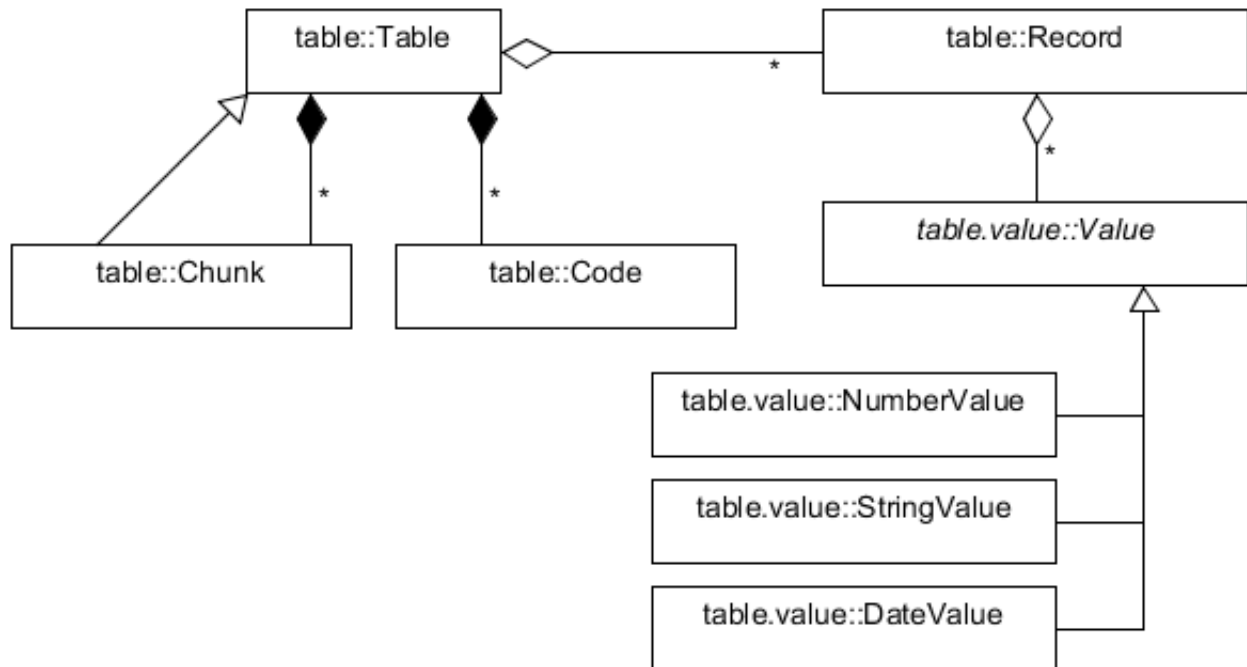 table::Table
table::Record
*
*
*
*
table.value::Value
table::Chunk
table::Code
table.value::NumberValue
table.value::StringValue
table.value::DateValue